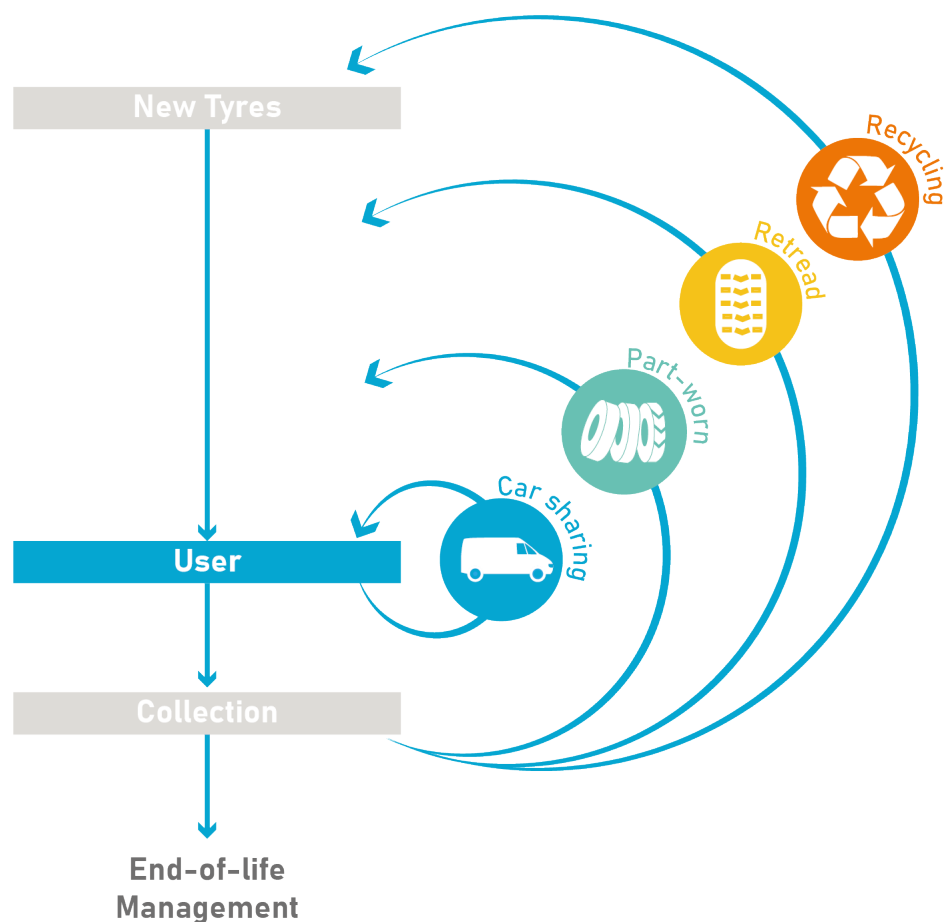 New Tyres
Recycling
Retread
Part-worn
Car sharing
User
Collection
End-of-life
Management